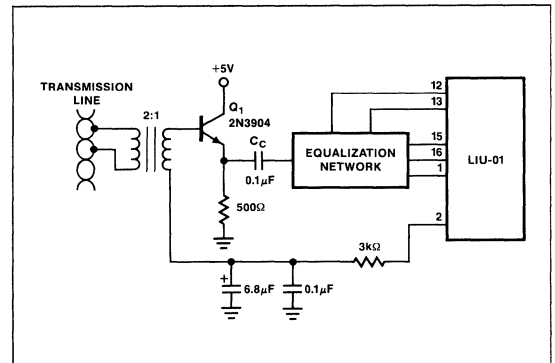 +5V
TRANSMISSION
LINE
2:1
Q1
2N3904
CC
0.1μF
500Ω
EQUALIZATION
NETWORK
12
13
15
16
1
2
LIU-01
3kΩ
+
6.8μF
0.1μF